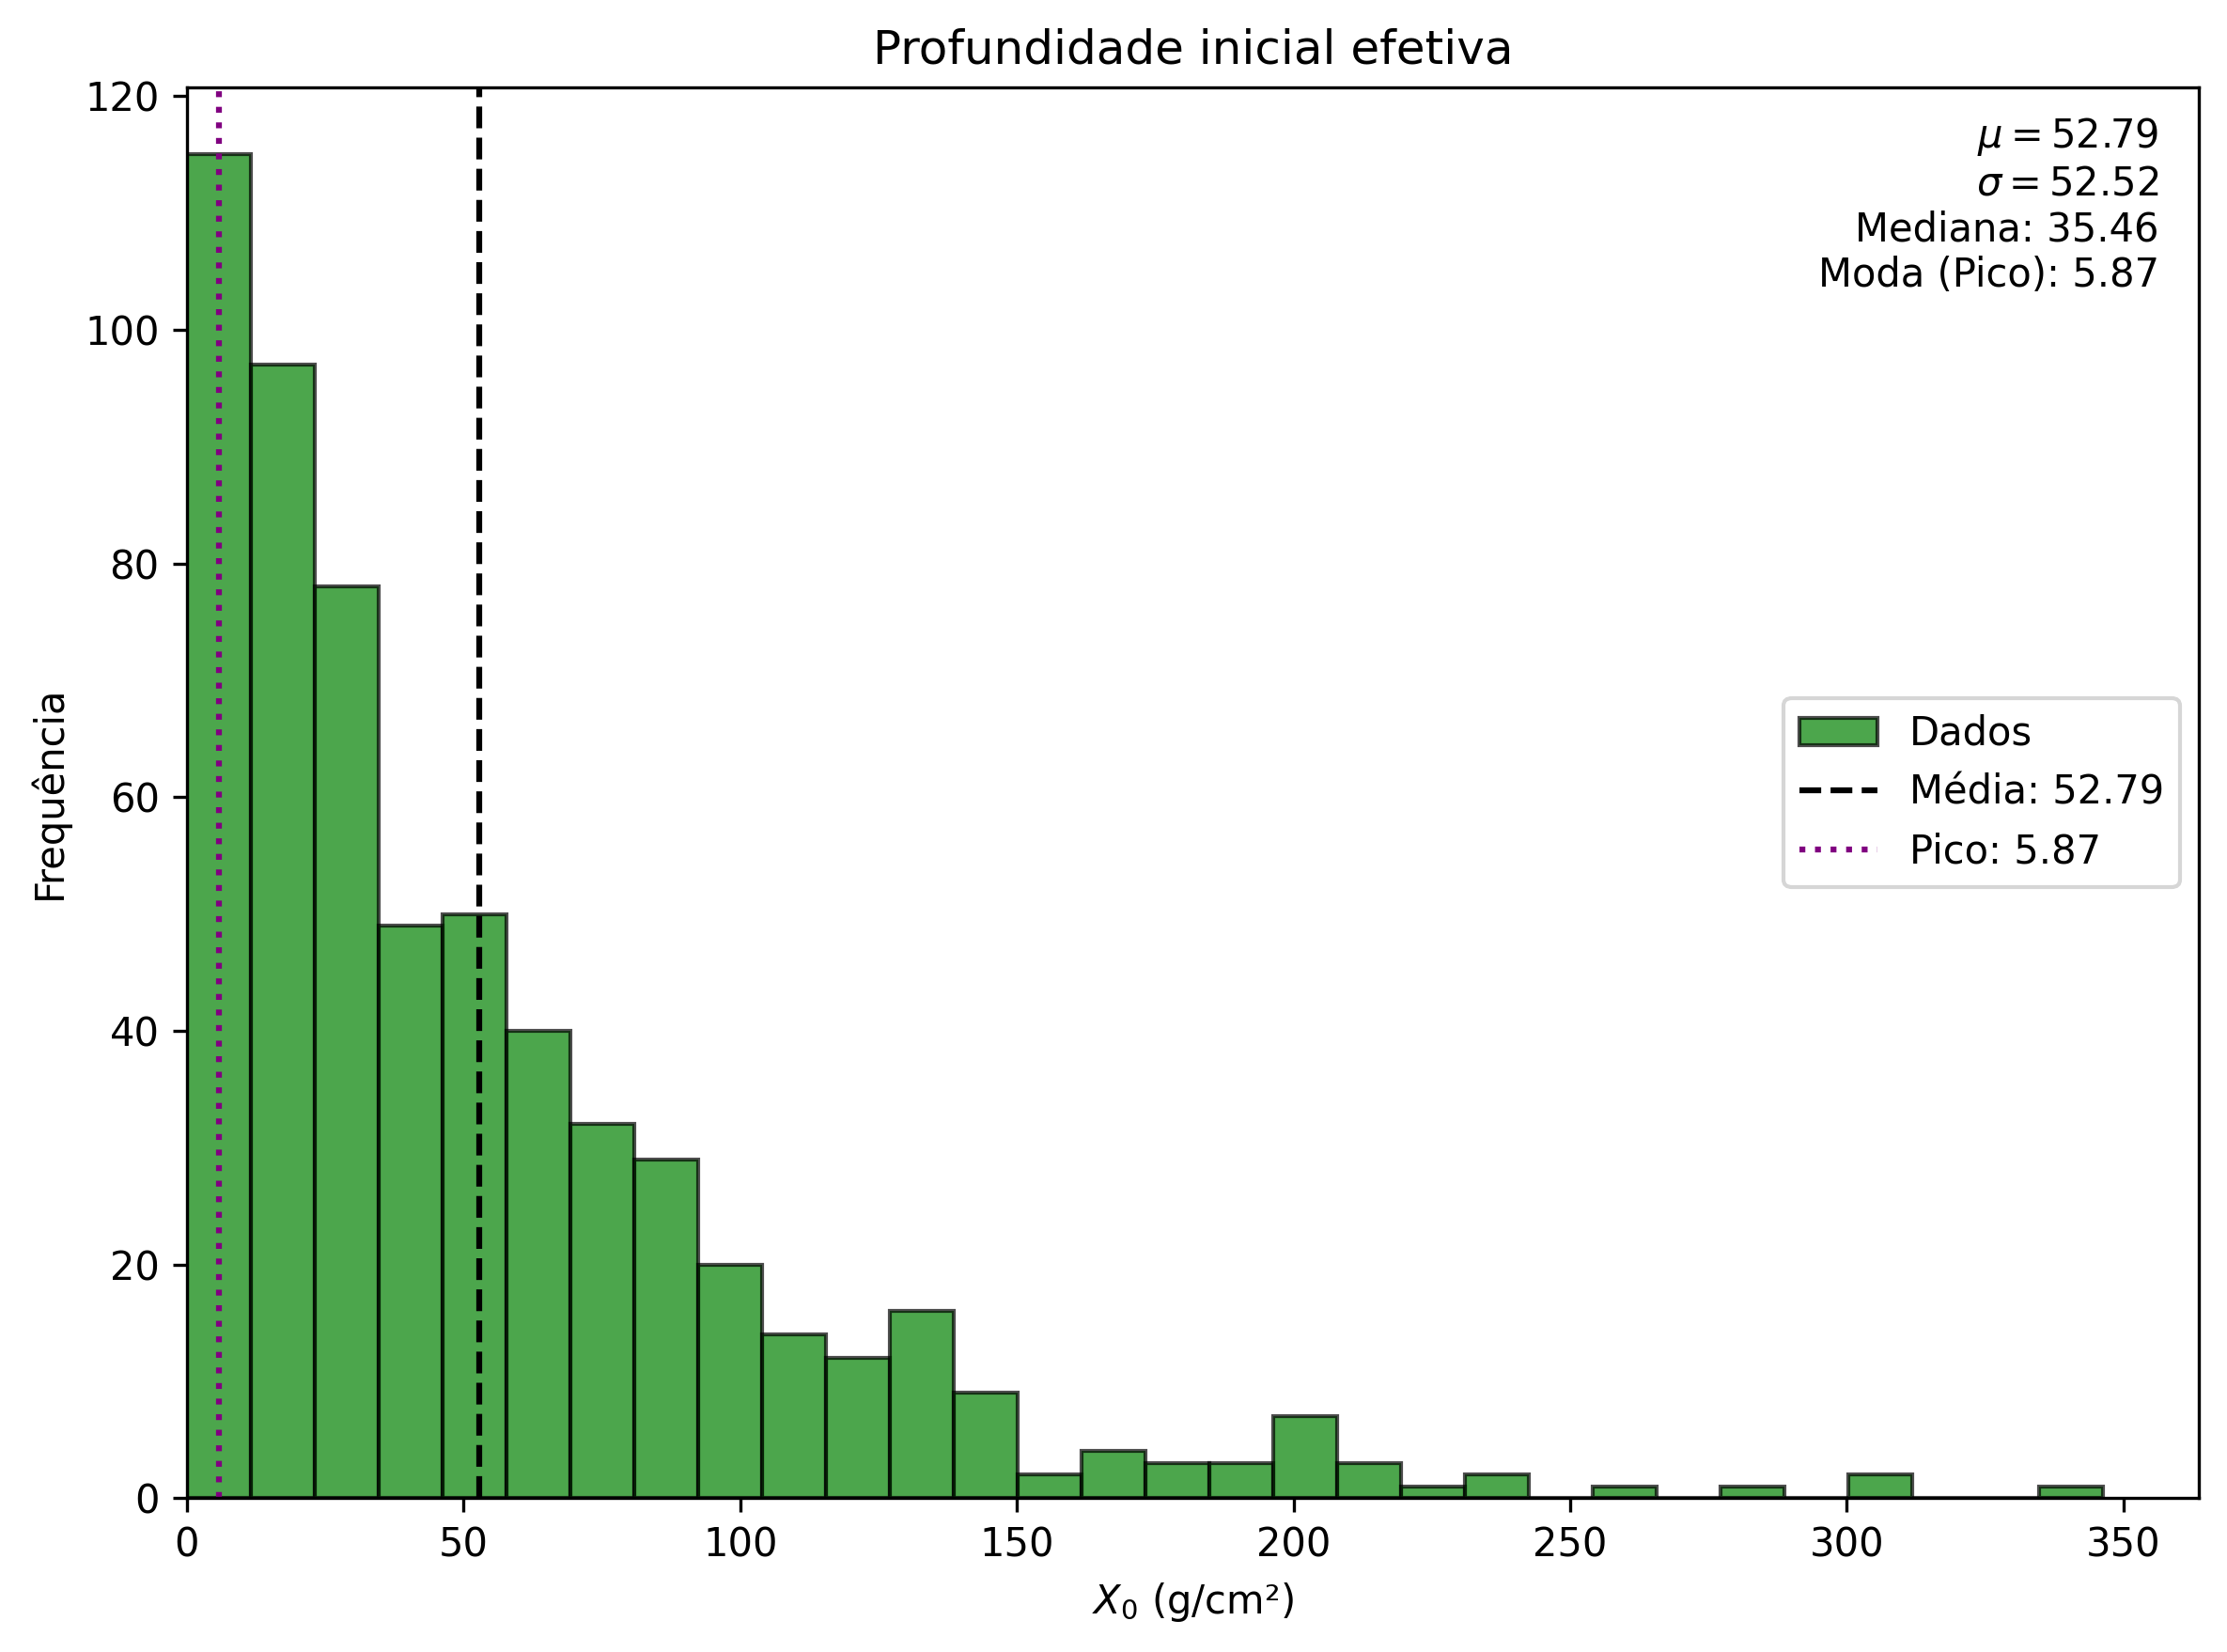 Profundidade inicial efetiva
μ = 52.79
σ = 52.52
Mediana: 35.46
Moda (Pico): 5.87
120
100
80
60
40
20
0
Frequência
Dados
Média: 52.79
Pico: 5.87
0 50 100 150 200 250 300 350
X₀ (g/cm²)